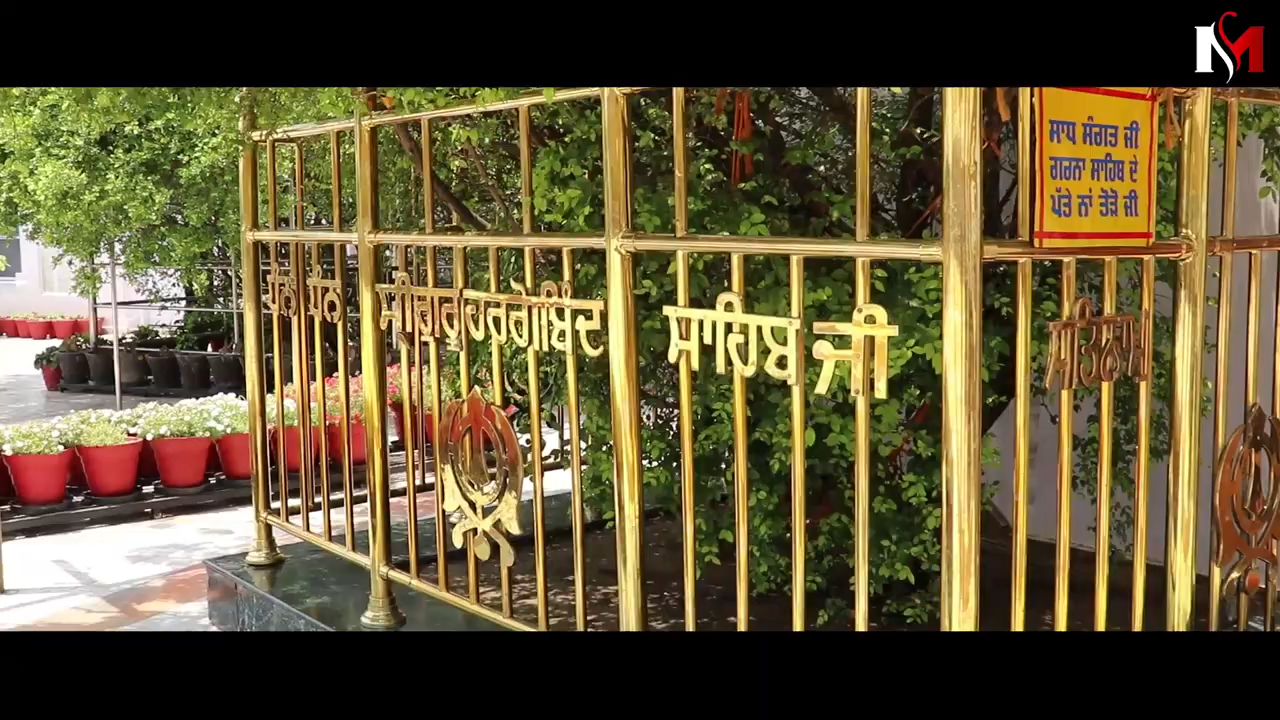 ਸਾਧ ਸੰਗਤ ਜੀ
ਗਰਨਾ ਸਾਹਿਬ ਦੇ
ਪੱਤੇ ਨਾਂ ਤੋੜੋ ਜੀ
ਧੰਨ ਧੰਨ ਸ੍ਰੀ ਗੁਰੂ ਹਰਗੋਬਿੰਦ ਸਾਹਿਬ ਜੀ
ਸਤਿਨਾਮ